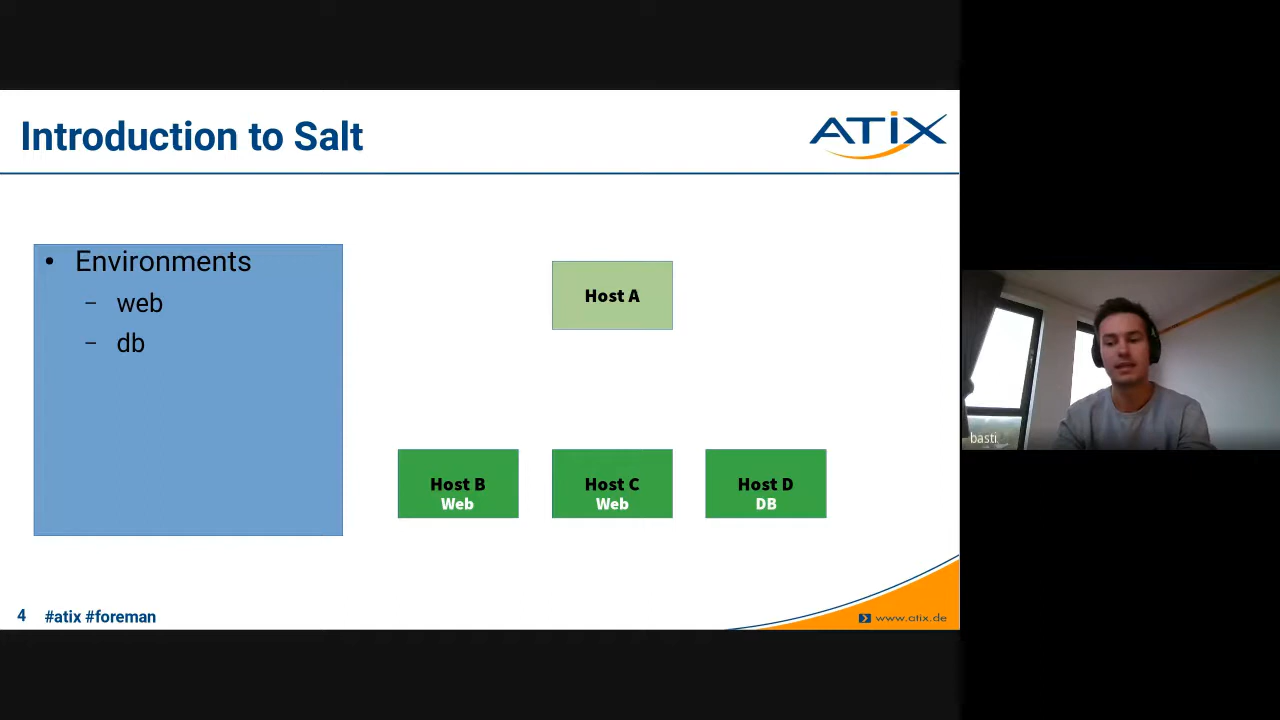 Introduction to Salt
ATIX
• Environments
– web
– db
Host A
Host B
Web
Host C
Web
Host D
DB
basti
4 #atix #foreman
www.atix.de